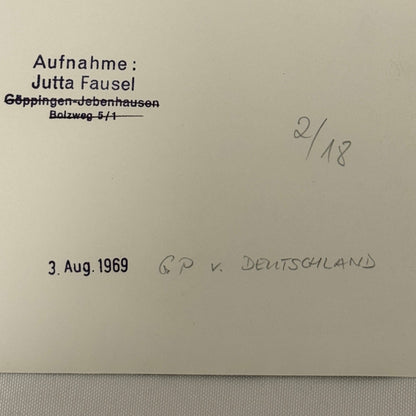 Aufnahme:
Jutta Fausel
Göppingen-Jebenhausen
Bolzweg 5/1
2/18
3. Aug. 1969 GP v. DEUTSCHLAND